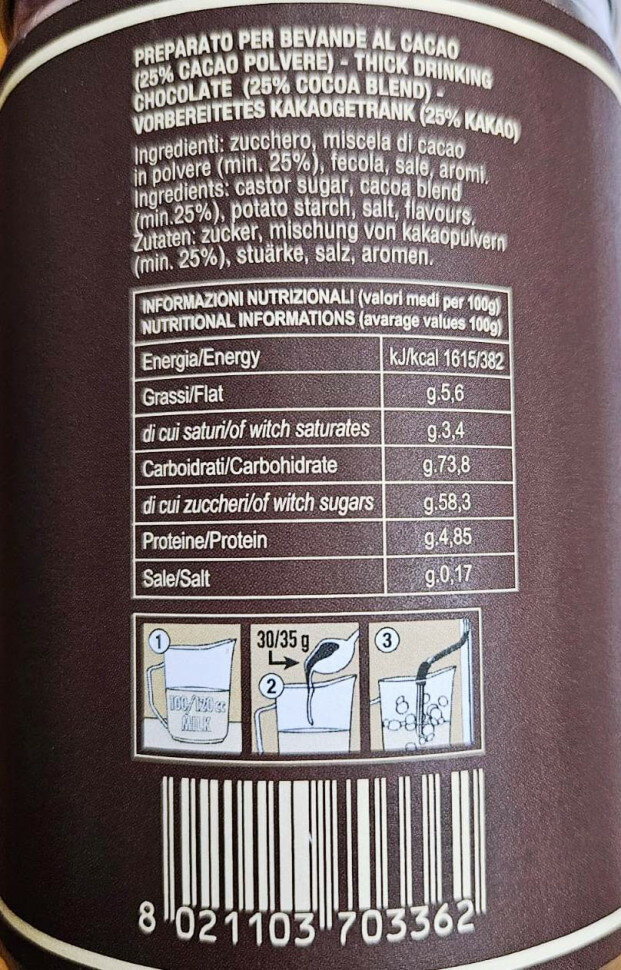 PREPARATO PER BEVANDE AL CACAO
(25% CACAO POLVERE) - THICK DRINKING
CHOCOLATE (25% COCOA BLEND) -
VORBEREITETES KAKAOGETRANK (25% KAKAO)
Ingredienti: zucchero, miscela di cacao
in polvere (min. 25%), fecola, sale, aromi.
Ingredients: castor sugar, cacoa blend
(min.25%), potato starch, salt, flavours.
Zutaten: zucker, mischung von kakaopulvern
(min. 25%), stuärke, salz, aromen.
INFORMAZIONI NUTRIZIONALI (valori medi per 100g)
NUTRITIONAL INFORMATIONS (avarage values 100g)
Energia/Energy kJ/kcal 1615/382
Grassi/Flat g.5,6
di cui saturi/of witch saturates g.3,4
Carboidrati/Carbohidrate g.73,8
di cui zuccheri/of witch sugars g.58,3
Proteine/Protein g.4,85
Sale/Salt g.0,17
1 30/35 g 3
2
100/120 cc
MILK
8 021103 703362